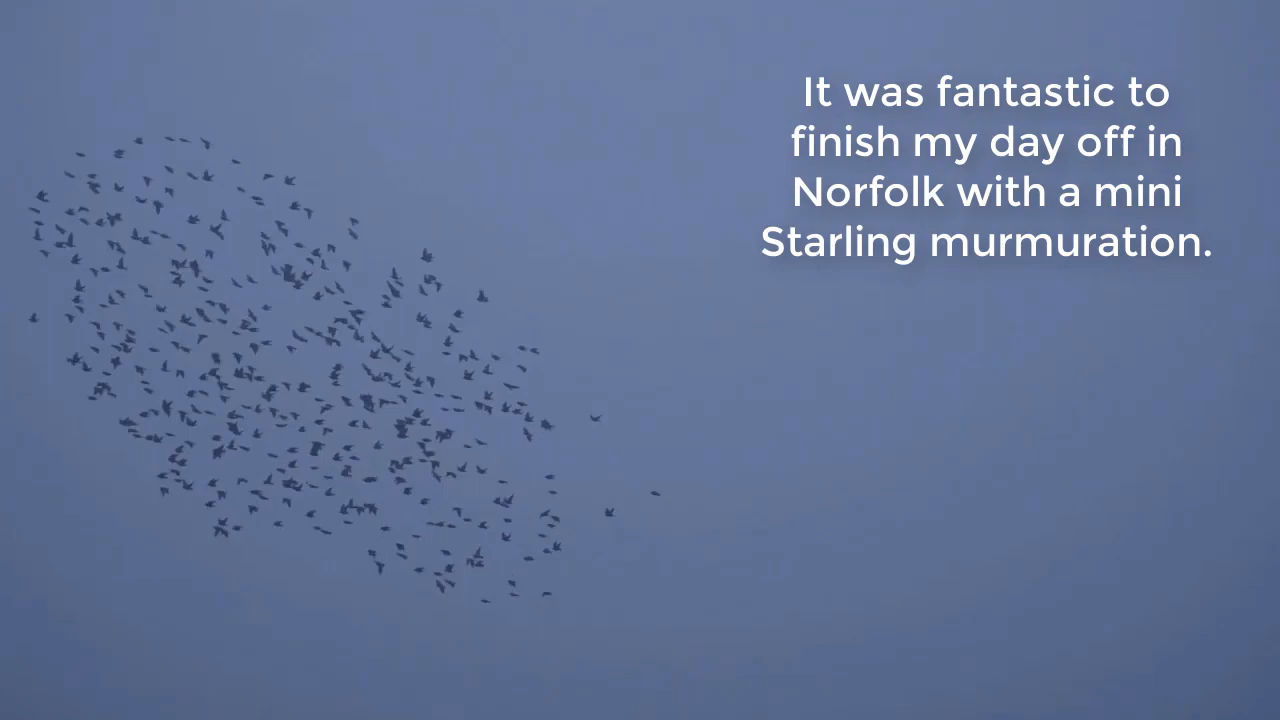 It was fantastic to
finish my day off in
Norfolk with a mini
Starling murmuration.